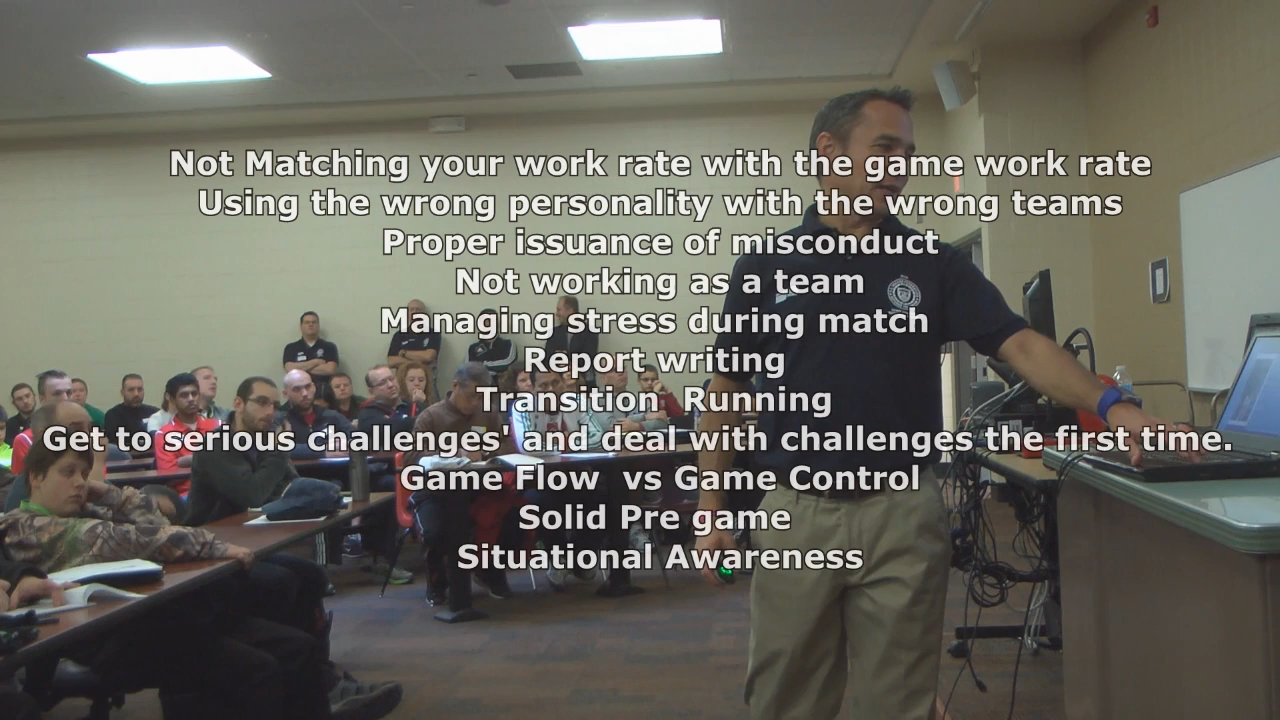 Not Matching your work rate with the game work rate
Using the wrong personality with the wrong teams
Proper issuance of misconduct
Not working as a team
Managing stress during match
Report writing
Transition  Running
Get to serious challenges' and deal with challenges the first time.
Game Flow  vs Game Control
Solid Pre game
Situational Awareness